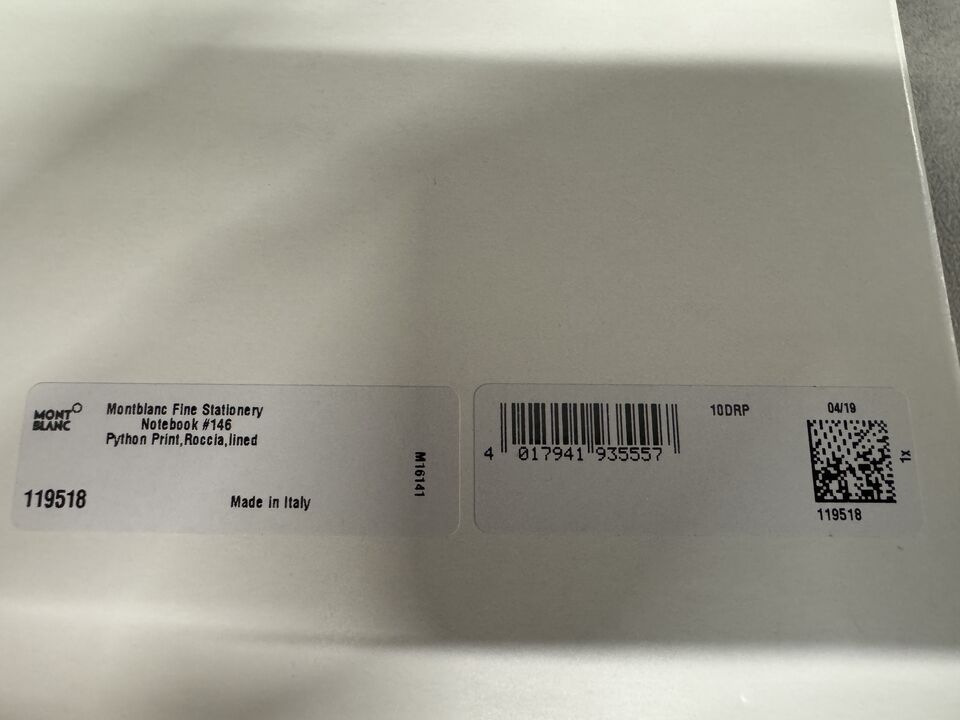 MONT
BLANC
Montblanc Fine Stationery
Notebook #146
Python Print,Roccia,lined
119518
Made in Italy
M16141
4 017941 935557
10DRP
04/19
1x
119518